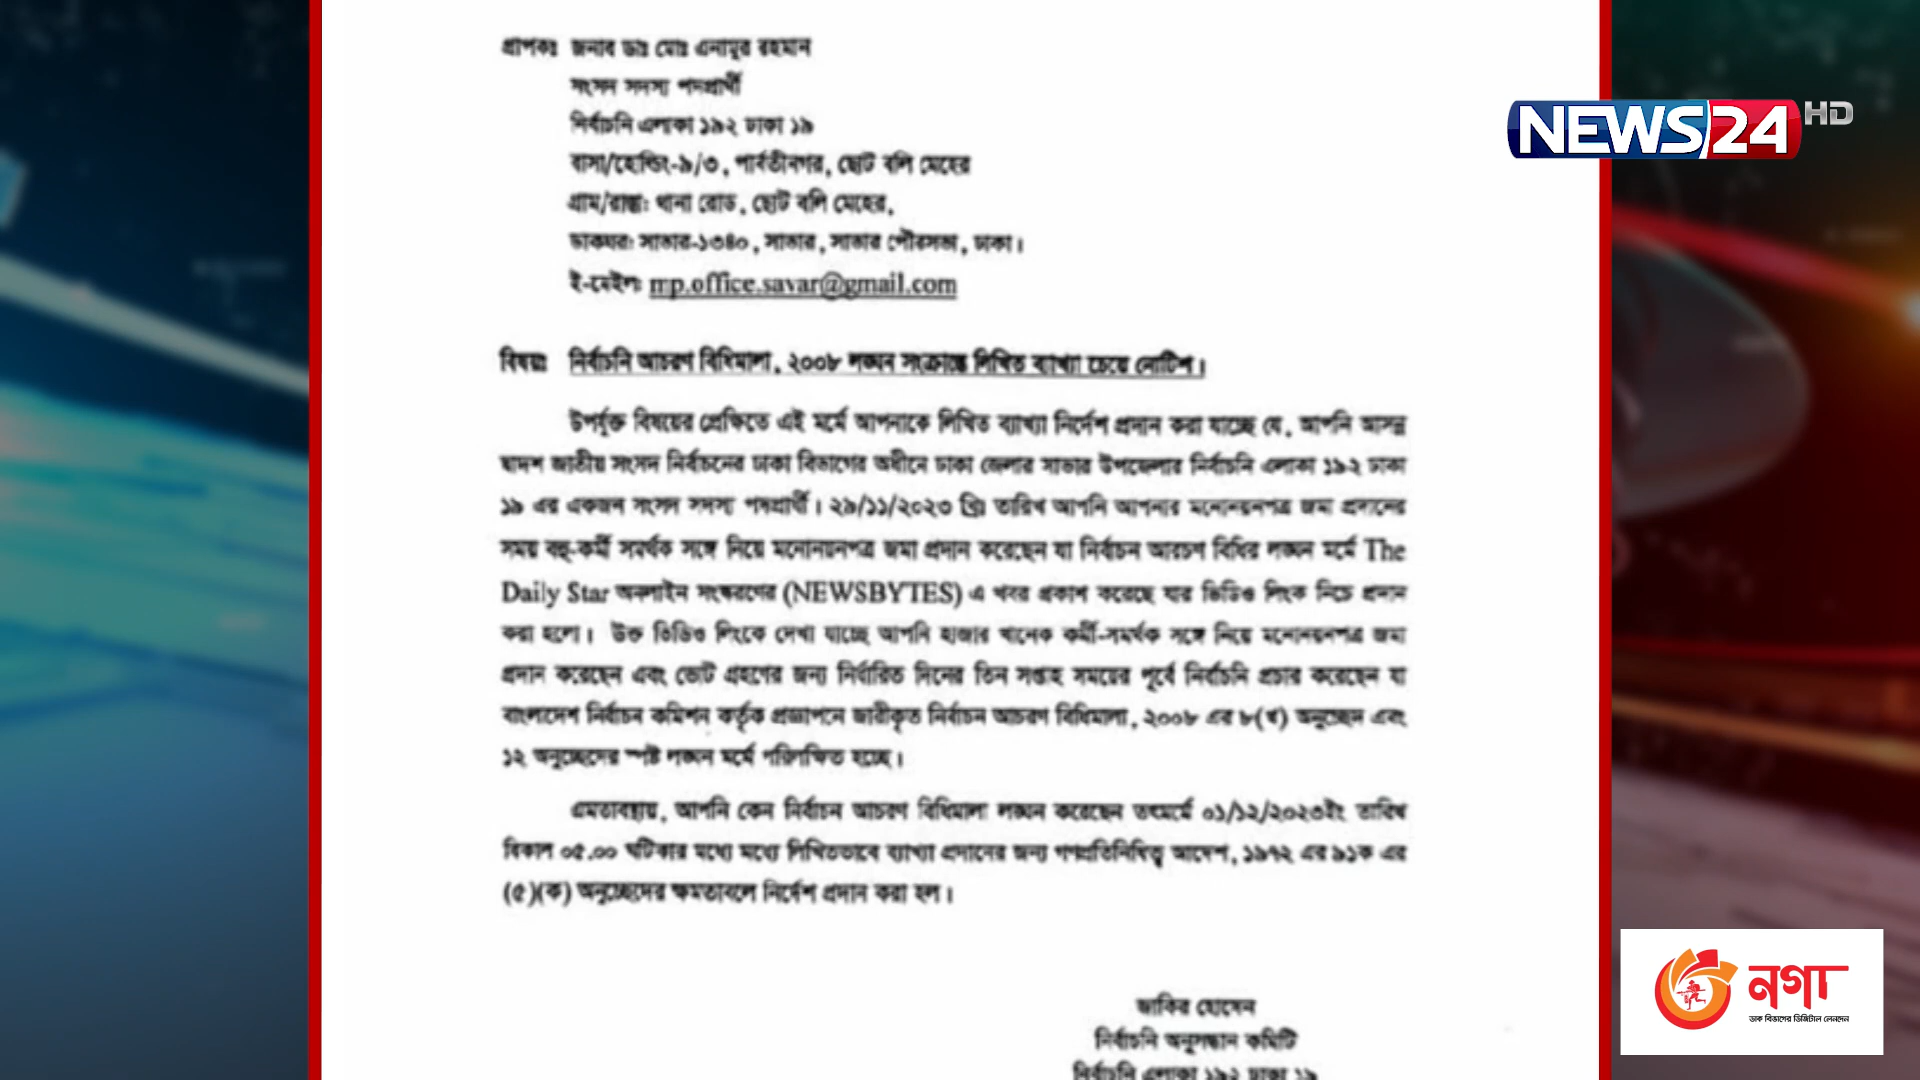 প্রাপকঃ জনাব ডাঃ মোঃ এনামুর রহমান
সংসদ সদস্য পদপ্রার্থী
নির্বাচনি এলাকা ১৯২ ঢাকা ১৯
বাসা/হোল্ডিং-৯/৩, পার্বতীনগর, ছোট বলি মেহের
গ্রাম/রাস্তা: থানা রোড, ছোট বলি মেহের,
ডাকঘর: সাভার-১৩৪০, সাভার, সাভার পৌরসভা, ঢাকা।
ই-মেইল: mp.office.savar@gmail.com
NEWS24 HD
বিষয়ঃ নির্বাচনি আচরণ বিধিমালা, ২০০৮ লঙ্ঘন সংক্রান্তে লিখিত ব্যাখ্যা চেয়ে নোটিশ।
উপর্যুক্ত বিষয়ের প্রেক্ষিতে এই মর্মে আপনাকে লিখিত ব্যাখ্যা নির্দেশ প্রদান করা যাচ্ছে যে, আপনি আসন্ন
দ্বাদশ জাতীয় সংসদ নির্বাচনের ঢাকা বিভাগের অধীনে ঢাকা জেলার সাভার উপজেলার নির্বাচনি এলাকা ১৯২ ঢাকা
১৯ এর একজন সংসদ সদস্য পদপ্রার্থী। ২৯/১১/২০২৩ খ্রিঃ তারিখ আপনি আপনার মনোনয়নপত্র জমা প্রদানের
সময় বহু-কর্মী সমর্থক সঙ্গে নিয়ে মনোনয়নপত্র জমা প্রদান করেছেন যা নির্বাচন আরচণ বিধির লঙ্ঘন মর্মে The
Daily Star অনলাইন সংস্করণের (NEWSBYTES) এ খবর প্রকাশ করেছে যার ভিডিও লিংক নিচে প্রদান
করা হলো। উক্ত ভিডিও লিংকে দেখা যাচ্ছে আপনি হাজার খানেক কর্মী-সমর্থক সঙ্গে নিয়ে মনোনয়নপত্র জমা
প্রদান করেছেন এবং ভোট গ্রহণের জন্য নির্ধারিত দিনের তিন সপ্তাহ সময়ের পূর্বে নির্বাচনি প্রচার করেছেন যা
বাংলাদেশ নির্বাচন কমিশন কর্তৃক প্রজ্ঞাপনে জারীকৃত নির্বাচন আচরণ বিধিমালা, ২০০৮ এর ৮(খ) অনুচ্ছেদ এবং
১২ অনুচ্ছেদের স্পষ্ট লঙ্ঘন মর্মে পরিলক্ষিত হচ্ছে।
এমতাবস্থায়, আপনি কেন নির্বাচন আচরণ বিধিমালা লঙ্ঘন করেছেন তৎমর্মে ০১/১২/২০২৩ইং তারিখ
বিকাল ০৫.০০ ঘটিকার মধ্যে মধ্যে লিখিতভাবে ব্যাখ্যা প্রদানের জন্য গণপ্রতিনিধিত্ব আদেশ, ১৯৭২ এর ৯১ক এর
(৫)(ক) অনুচ্ছেদের ক্ষমতাবলে নির্দেশ প্রদান করা হল।
জাকির হোসেন
নির্বাচনি অনুসন্ধান কমিটি
নির্বাচনি এলাকা ১৯২ ঢাকা ১৯
নগদ
ডাক বিভাগের ডিজিটাল লেনদেন